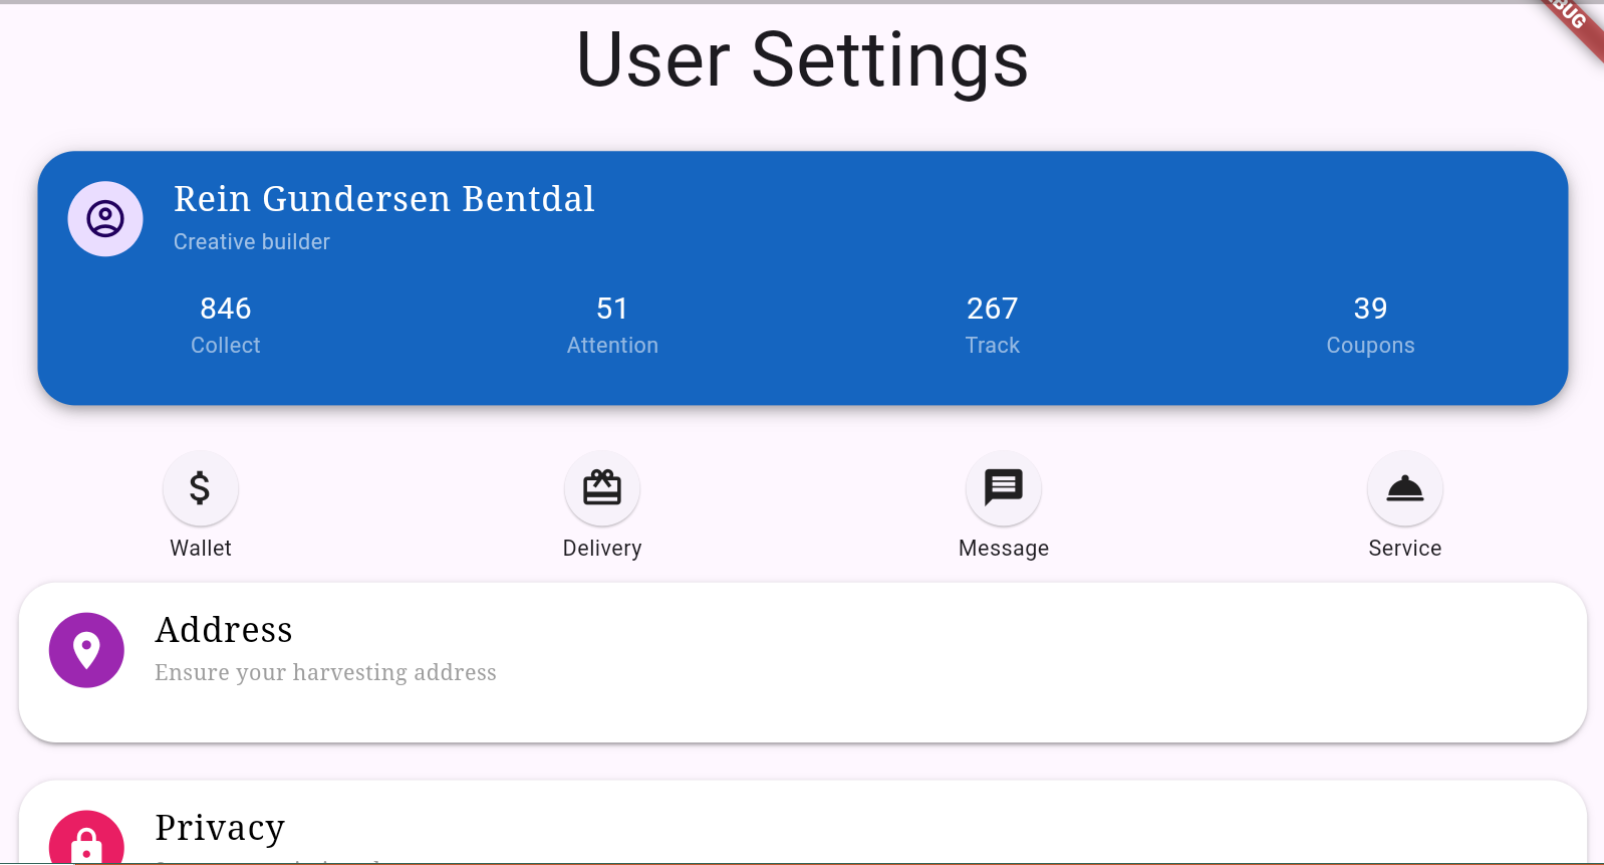 User Settings
BUG
Rein Gundersen Bentdal
Creative builder
846 51 267 39
Collect Attention Track Coupons
$
Wallet Delivery Message Service
Address
Ensure your harvesting address
Privacy